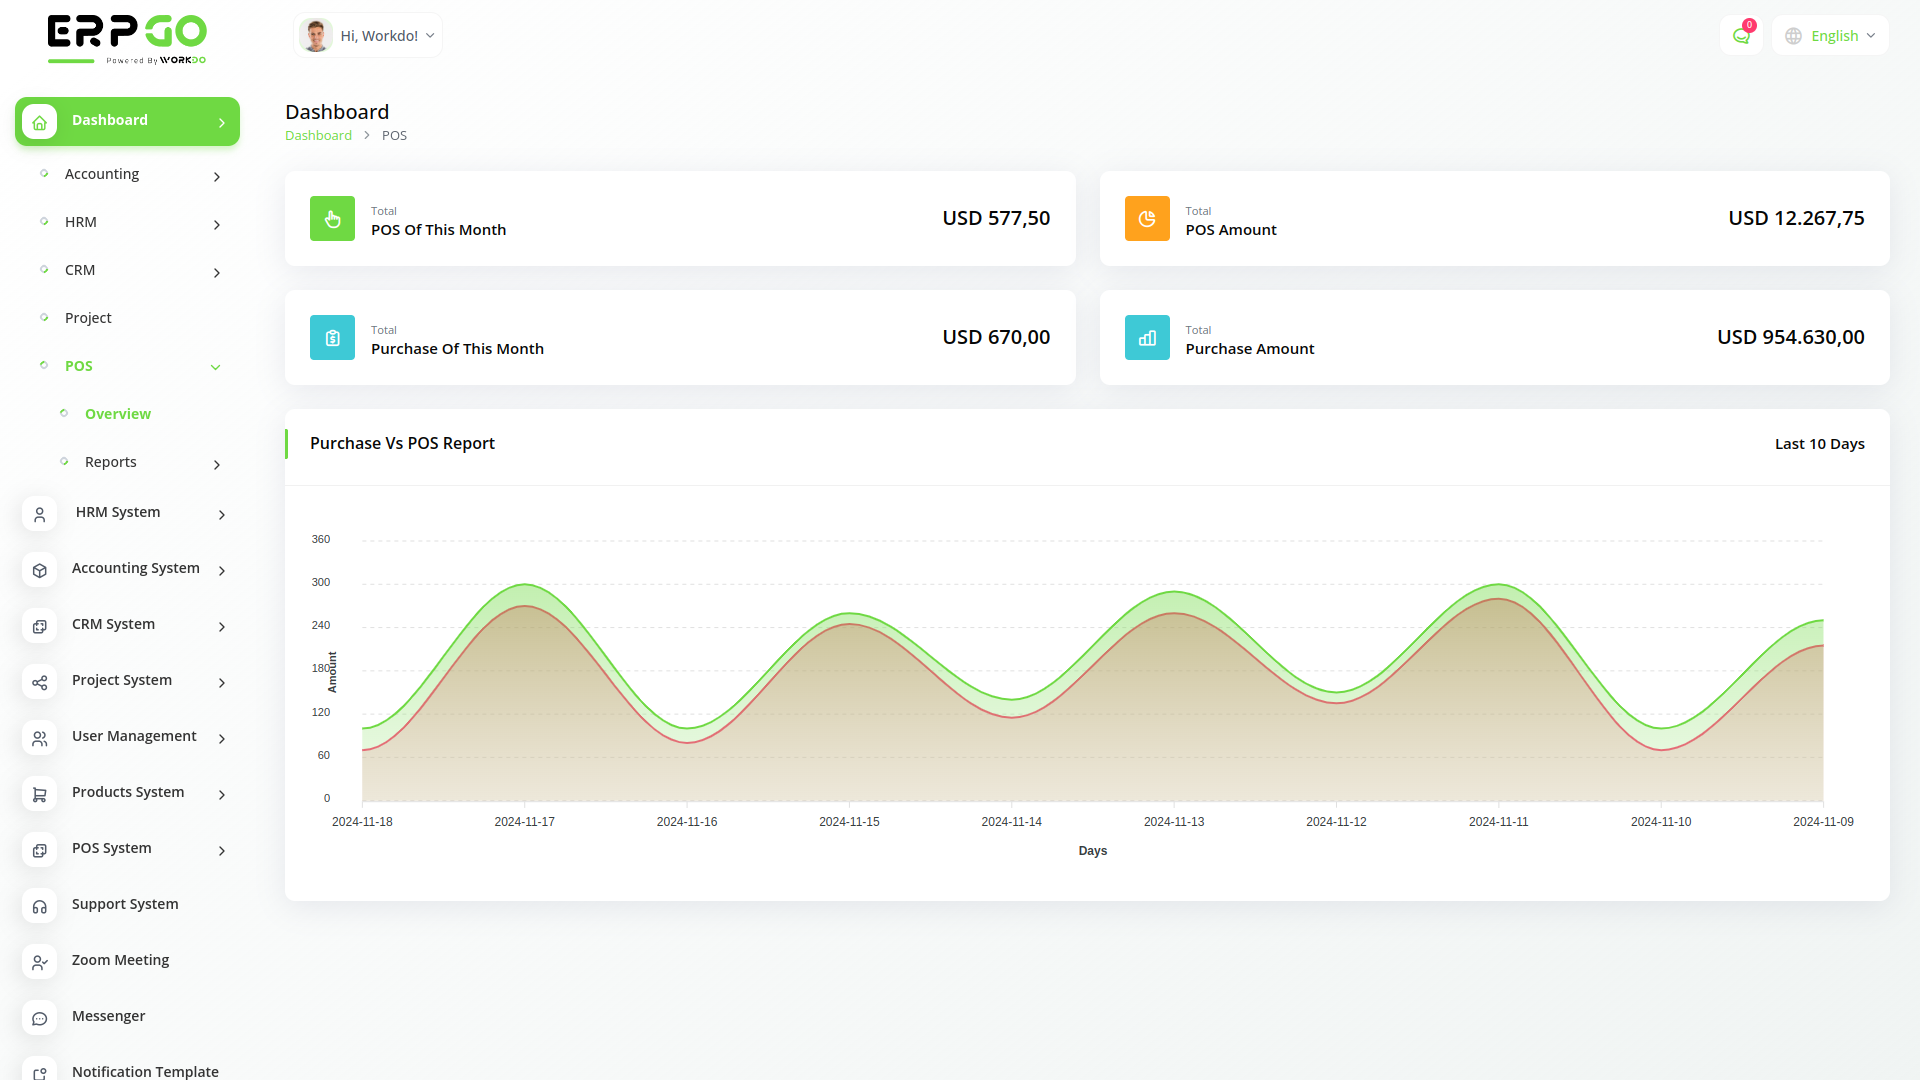 ERPGO
Powered By WORKDO
Hi, Workdo!
0
English
Dashboard
Accounting
HRM
CRM
Project
POS
Overview
Reports
HRM System
Accounting System
CRM System
Project System
User Management
Products System
POS System
Support System
Zoom Meeting
Messenger
Notification Template
Dashboard
Dashboard > POS
Total
POS Of This Month
USD 577,50
Total
POS Amount
USD 12.267,75
Total
Purchase Of This Month
USD 670,00
Total
Purchase Amount
USD 954.630,00
Purchase Vs POS Report
Last 10 Days
360
300
240
180
120
60
0
Amount
2024-11-18 2024-11-17 2024-11-16 2024-11-15 2024-11-14 2024-11-13 2024-11-12 2024-11-11 2024-11-10 2024-11-09
Days